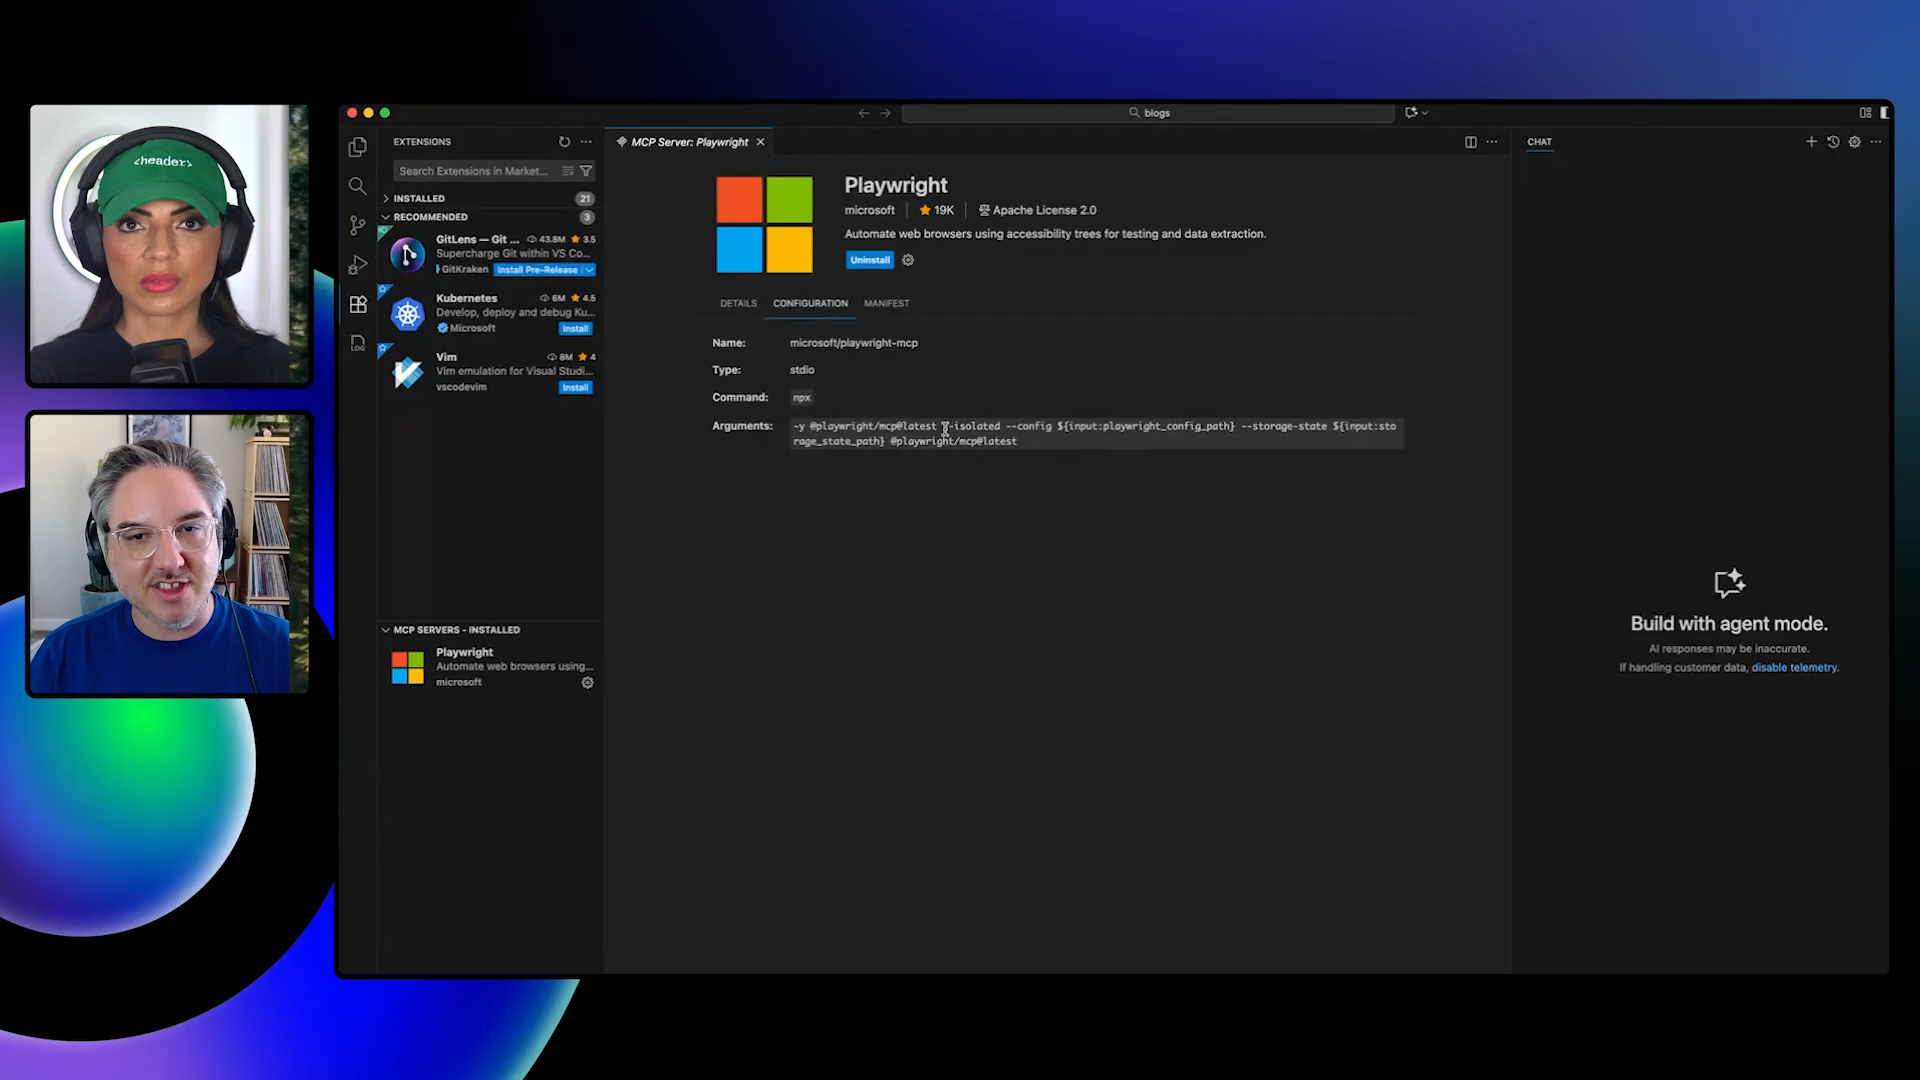 <header>
blogs
EXTENSIONS
Search Extensions in Market...
INSTALLED 21
RECOMMENDED 3
GitLens — Git ... 43.8M 3.5
Supercharge Git within VS Co...
GitKraken Install Pre-Release
Kubernetes 6M 4.5
Develop, deploy and debug Ku...
Microsoft Install
Vim 8M 4
Vim emulation for Visual Studi...
vscodevim Install
LOG
MCP SERVERS - INSTALLED
Playwright
Automate web browsers using...
microsoft
MCP Server: Playwright
Playwright
microsoft 19K Apache License 2.0
Automate web browsers using accessibility trees for testing and data extraction.
Uninstall
DETAILS CONFIGURATION MANIFEST
Name: microsoft/playwright-mcp
Type: stdio
Command: npx
Arguments: -y @playwright/mcp@latest --isolated --config ${input:playwright_config_path} --storage-state ${input:sto
rage_state_path} @playwright/mcp@latest
CHAT
Build with agent mode.
AI responses may be inaccurate.
If handling customer data, disable telemetry.